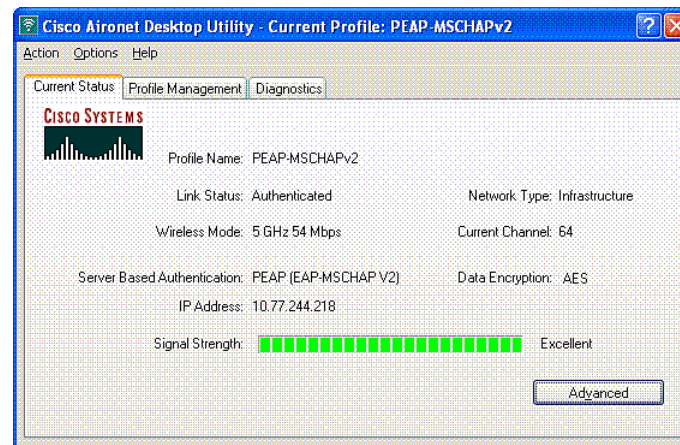 Cisco Aironet Desktop Utility - Current Profile: PEAP-MSCHAPv2
Action Options Help
Current Status Profile Management Diagnostics
CISCO SYSTEMS
Profile Name: PEAP-MSCHAPv2
Link Status: Authenticated Network Type: Infrastructure
Wireless Mode: 5 GHz 54 Mbps Current Channel: 64
Server Based Authentication: PEAP (EAP-MSCHAP V2) Data Encryption: AES
IP Address: 10.77.244.218
Signal Strength: Excellent
Advanced